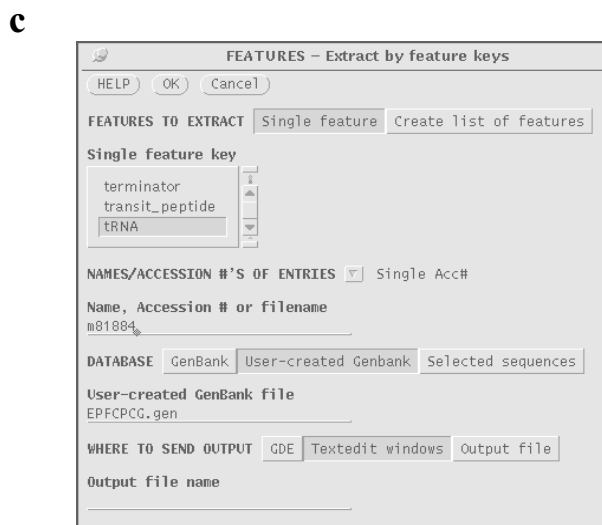 c
FEATURES – Extract by feature keys
HELP OK Cancel
FEATURES TO EXTRACT Single feature Create list of features
Single feature key
terminator
transit_peptide
tRNA
NAMES/ACCESSION #'S OF ENTRIES Single Acc#
Name, Accession # or filename
m81884
DATABASE GenBank User-created Genbank Selected sequences
User-created GenBank file
EPFCPCG.gen
WHERE TO SEND OUTPUT GDE Textedit windows Output file
Output file name